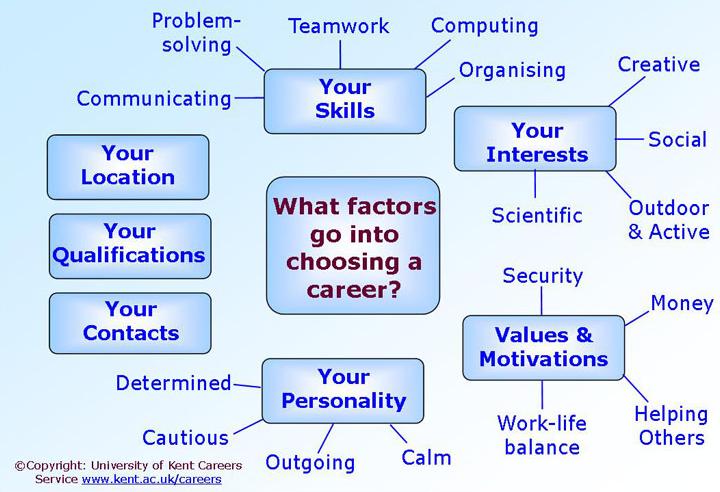 Problem-
solving
Teamwork
Computing
Communicating
Your
Skills
Organising
Creative
Your
Interests
Social
Scientific
Outdoor
& Active
Your
Location
Your
Qualifications
Your
Contacts
What factors
go into
choosing a
career?
Security
Money
Values &
Motivations
Work-life
balance
Helping
Others
Determined
Your
Personality
Cautious
Outgoing
Calm
©Copyright: University of Kent Careers
Service www.kent.ac.uk/careers